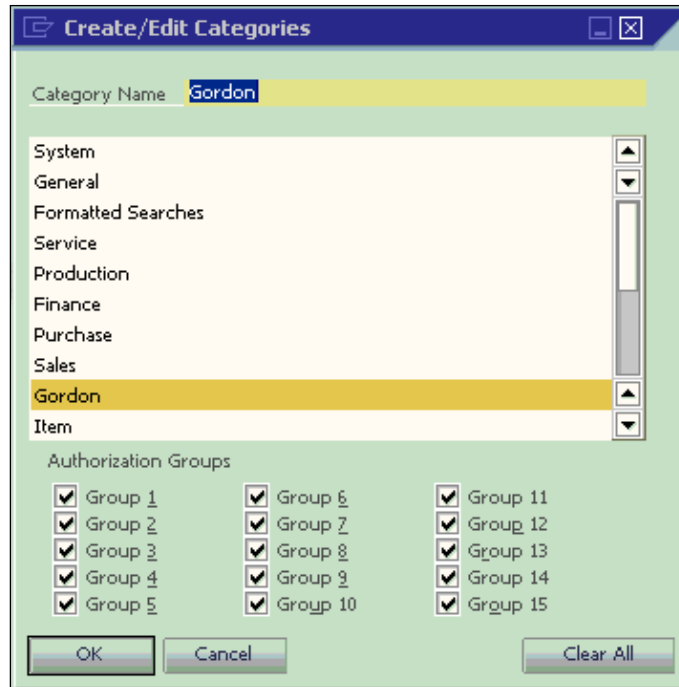 Create/Edit Categories
Category Name Gordon
System
General
Formatted Searches
Service
Production
Finance
Purchase
Sales
Gordon
Item
Authorization Groups
Group 1 Group 6 Group 11
Group 2 Group 7 Group 12
Group 3 Group 8 Group 13
Group 4 Group 9 Group 14
Group 5 Group 10 Group 15
OK Cancel Clear All